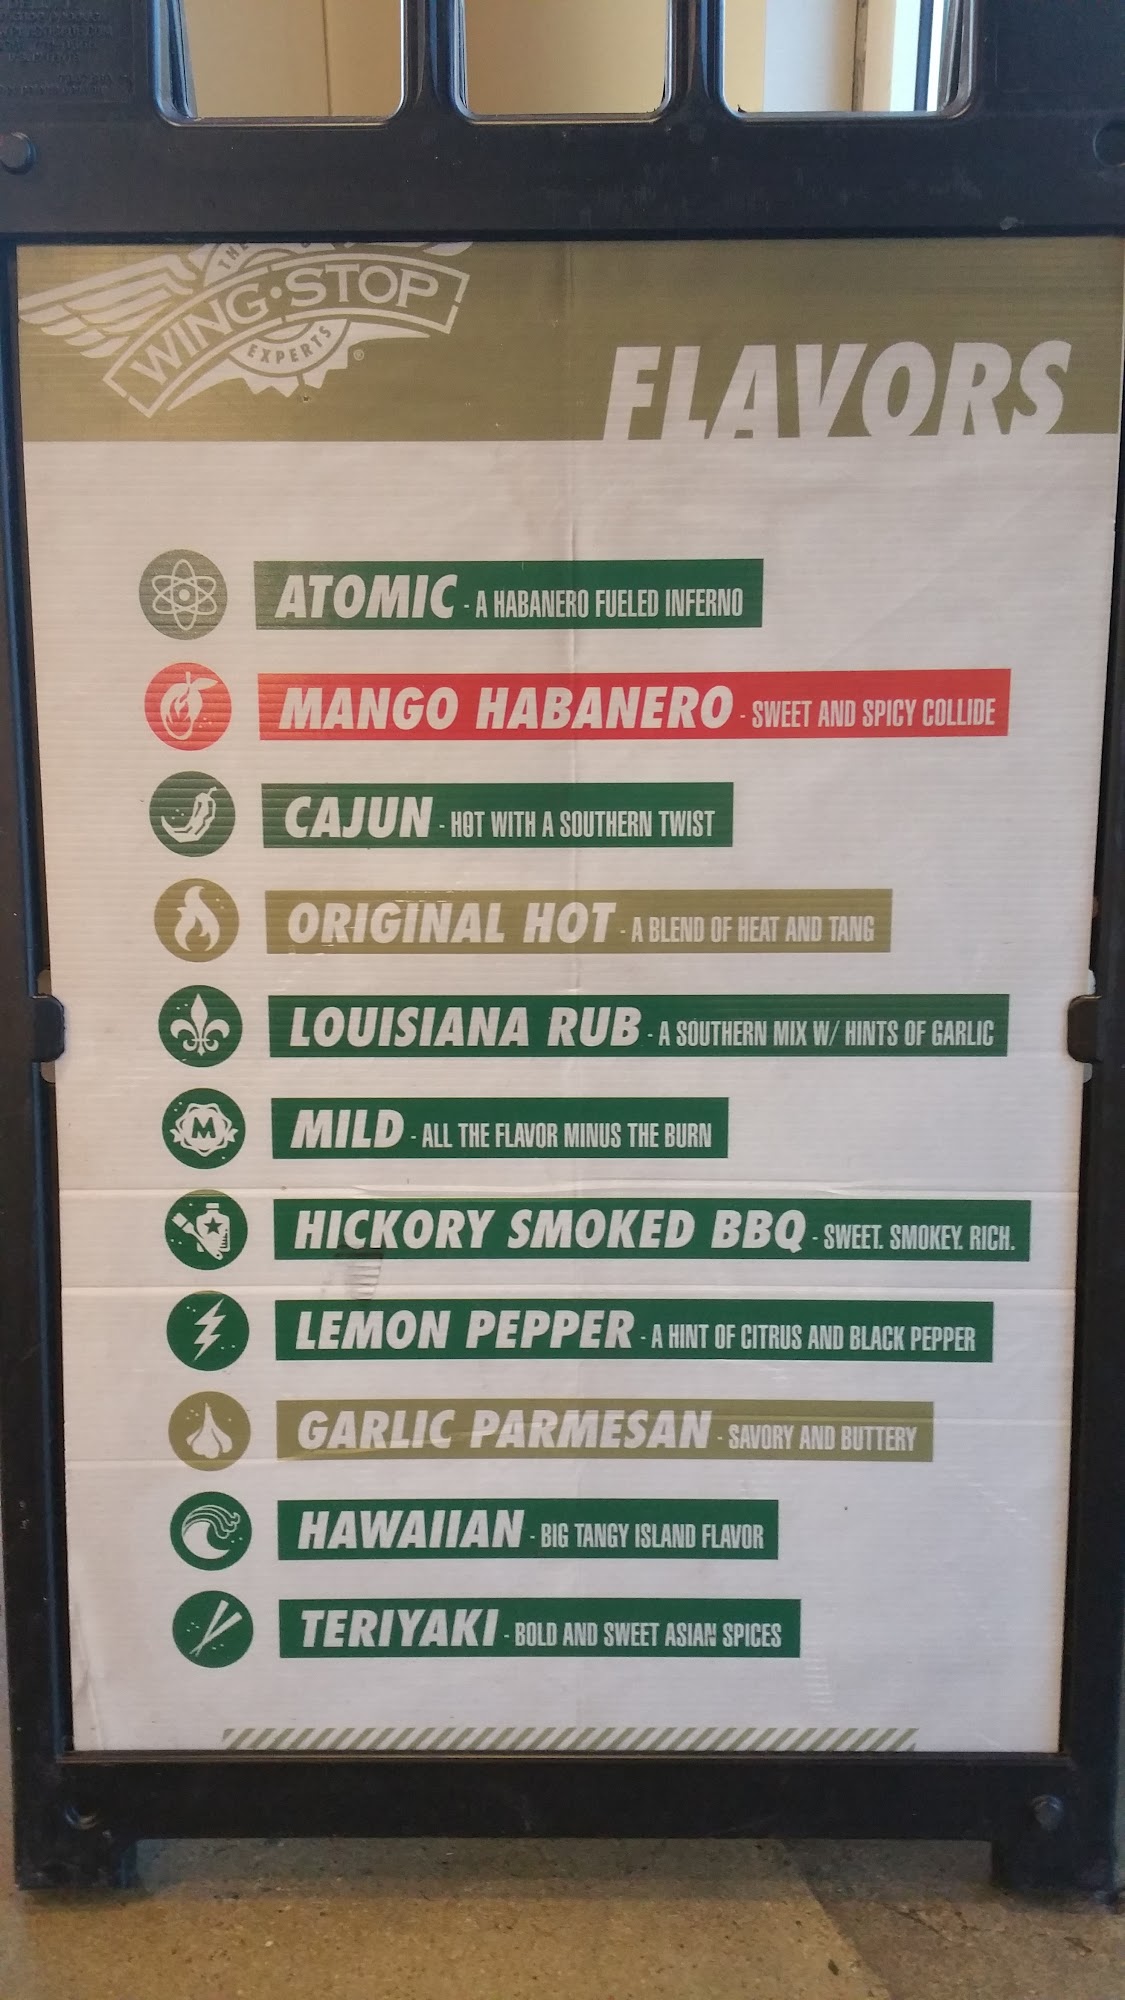 THE
WING·STOP
EXPERTS
®
FLAVORS
ATOMIC - A HABANERO FUELED INFERNO
MANGO HABANERO - SWEET AND SPICY COLLIDE
CAJUN - HOT WITH A SOUTHERN TWIST
ORIGINAL HOT - A BLEND OF HEAT AND TANG
LOUISIANA RUB - A SOUTHERN MIX W/ HINTS OF GARLIC
M
MILD - ALL THE FLAVOR MINUS THE BURN
HICKORY SMOKED BBQ - SWEET. SMOKEY. RICH.
LEMON PEPPER - A HINT OF CITRUS AND BLACK PEPPER
GARLIC PARMESAN - SAVORY AND BUTTERY
HAWAIIAN - BIG TANGY ISLAND FLAVOR
TERIYAKI - BOLD AND SWEET ASIAN SPICES